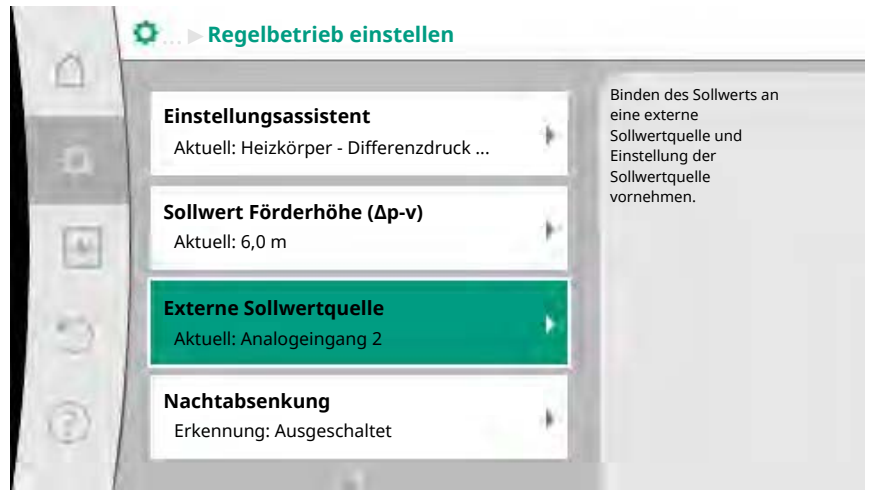 ... Regelbetrieb einstellen
Einstellungsassistent
Aktuell: Heizkörper - Differenzdruck ...
Sollwert Förderhöhe (Δp-v)
Aktuell: 6,0 m
Externe Sollwertquelle
Aktuell: Analogeingang 2
Nachtabsenkung
Erkennung: Ausgeschaltet
Binden des Sollwerts an
eine externe
Sollwertquelle und
Einstellung der
Sollwertquelle
vornehmen.